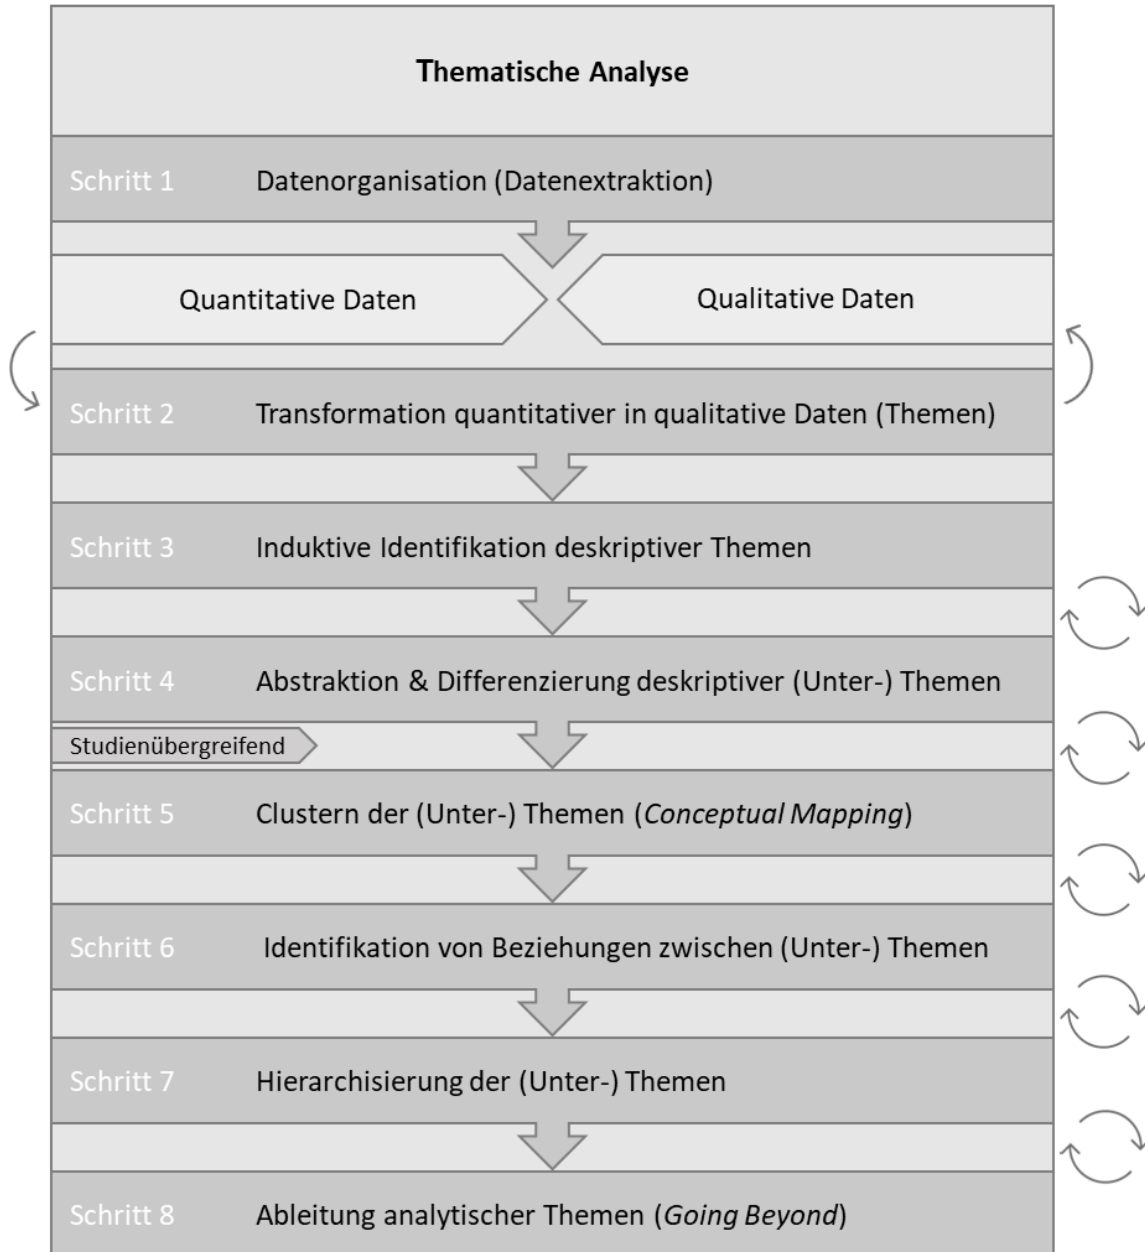 Thematische Analyse
Schritt 1 Datenorganisation (Datenextraktion)
Quantitative Daten Qualitative Daten
Schritt 2 Transformation quantitativer in qualitative Daten (Themen)
Schritt 3 Induktive Identifikation deskriptiver Themen
Schritt 4 Abstraktion & Differenzierung deskriptiver (Unter-) Themen
Studienübergreifend
Schritt 5 Clustern der (Unter-) Themen (Conceptual Mapping)
Schritt 6 Identifikation von Beziehungen zwischen (Unter-) Themen
Schritt 7 Hierarchisierung der (Unter-) Themen
Schritt 8 Ableitung analytischer Themen (Going Beyond)